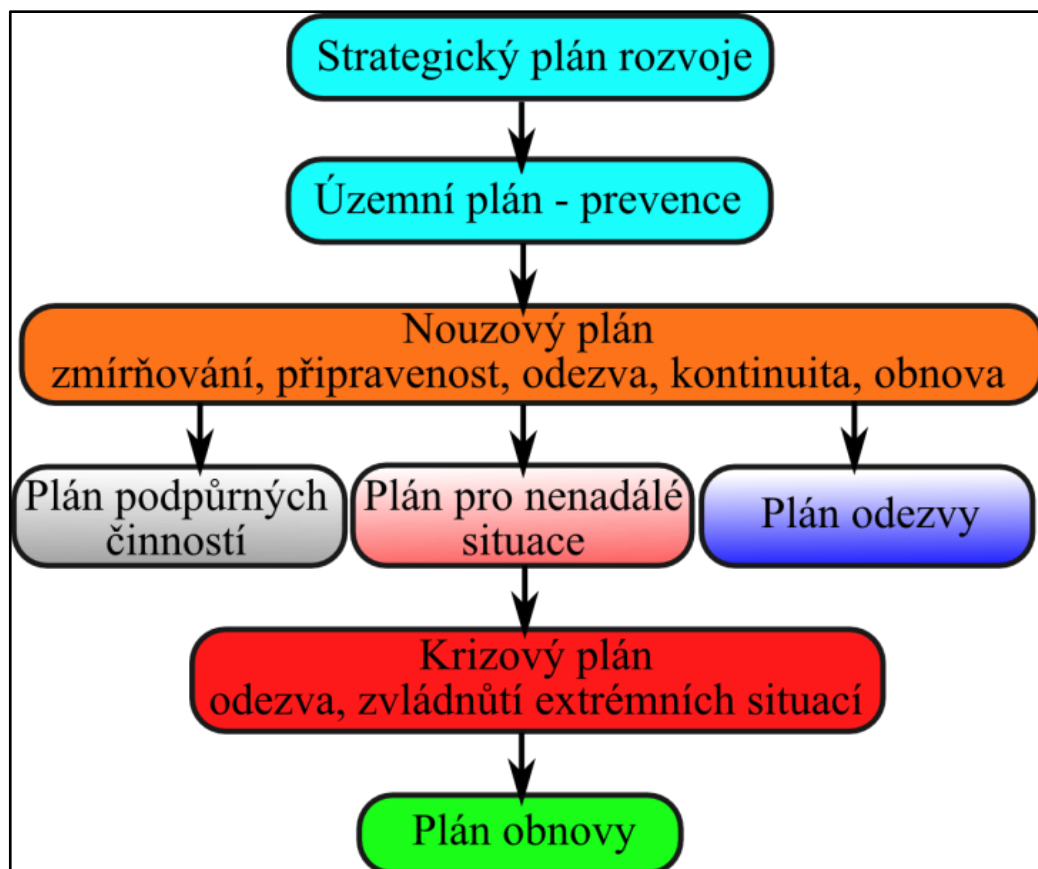 Strategický plán rozvoje
Územní plán - prevence
Nouzový plán
zmírňování, připravenost, odezva, kontinuita, obnova
Plán podpůrných
činností
Plán pro nenadálé
situace
Plán odezvy
Krizový plán
odezva, zvládnůtí extrémních situací
Plán obnovy